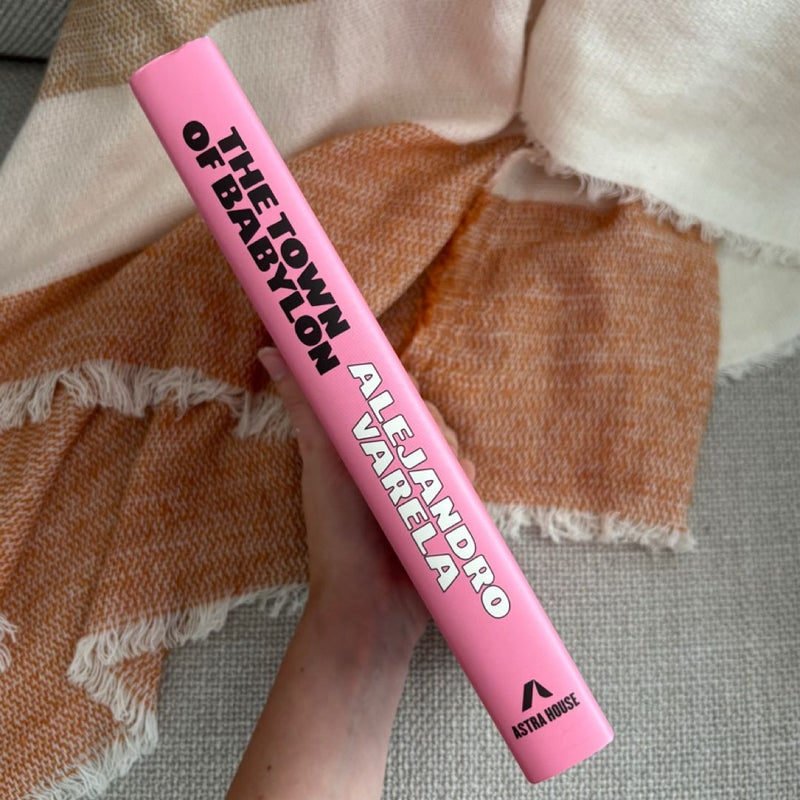 THE TOWN
OF BABYLON
ALEJANDRO
VARELA
ASTRA HOUSE